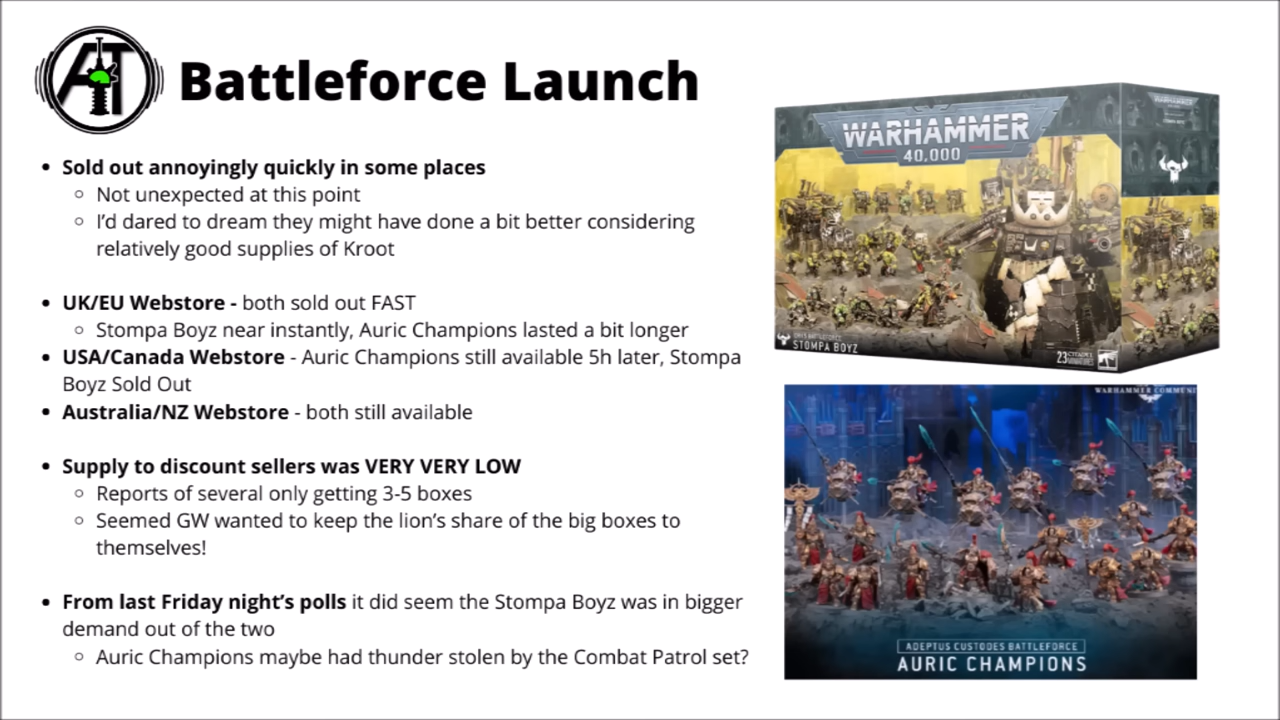 AT
Battleforce Launch
• Sold out annoyingly quickly in some places
○ Not unexpected at this point
○ I'd dared to dream they might have done a bit better considering
relatively good supplies of Kroot
• UK/EU Webstore - both sold out FAST
○ Stompa Boyz near instantly, Auric Champions lasted a bit longer
• USA/Canada Webstore - Auric Champions still available 5h later, Stompa
Boyz Sold Out
• Australia/NZ Webstore - both still available
• Supply to discount sellers was VERY VERY LOW
○ Reports of several only getting 3-5 boxes
○ Seemed GW wanted to keep the lion's share of the big boxes to
themselves!
• From last Friday night's polls it did seem the Stompa Boyz was in bigger
demand out of the two
○ Auric Champions maybe had thunder stolen by the Combat Patrol set?
WARHAMMER
40,000
WARHAMMER
STOMPA BOYZ
23 CITADEL MINIATURES
WARHAMMER COMMUNI
ADEPTUS CUSTODES BATTLEFORCE
AURIC CHAMPIONS